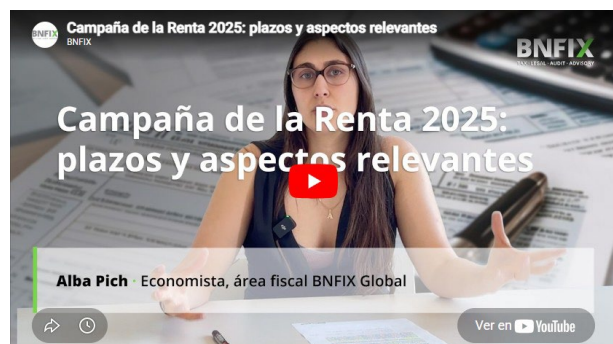 BNFIX
Campaña de la Renta 2025: plazos y aspectos relevantes
BNFIX
BNFIX
TAX · LEGAL · AUDIT · ADVISORY
Campaña de la Renta 2025:
plazos y aspectos relevantes
Alba Pich · Economista, área fiscal BNFIX Global
Ver en YouTube